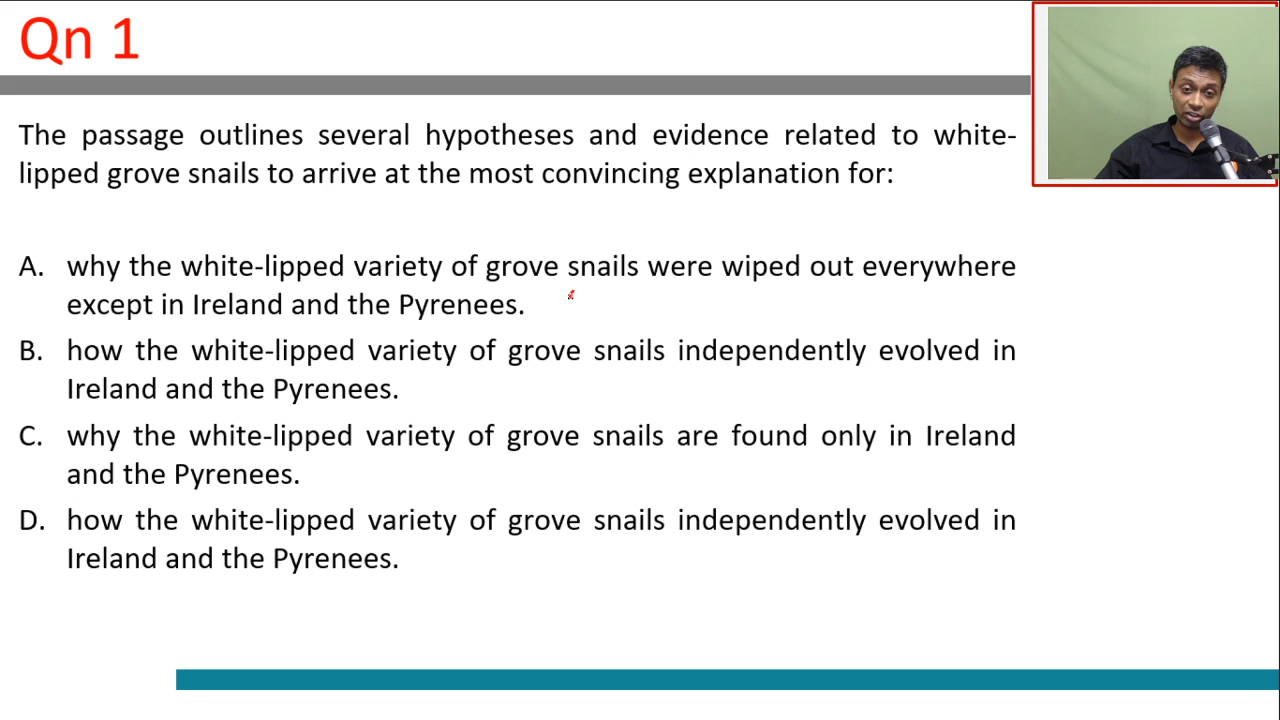 Qn 1
The passage outlines several hypotheses and evidence related to white-
lipped grove snails to arrive at the most convincing explanation for:
A. why the white-lipped variety of grove snails were wiped out everywhere
except in Ireland and the Pyrenees.
B. how the white-lipped variety of grove snails independently evolved in
Ireland and the Pyrenees.
C. why the white-lipped variety of grove snails are found only in Ireland
and the Pyrenees.
D. how the white-lipped variety of grove snails independently evolved in
Ireland and the Pyrenees.